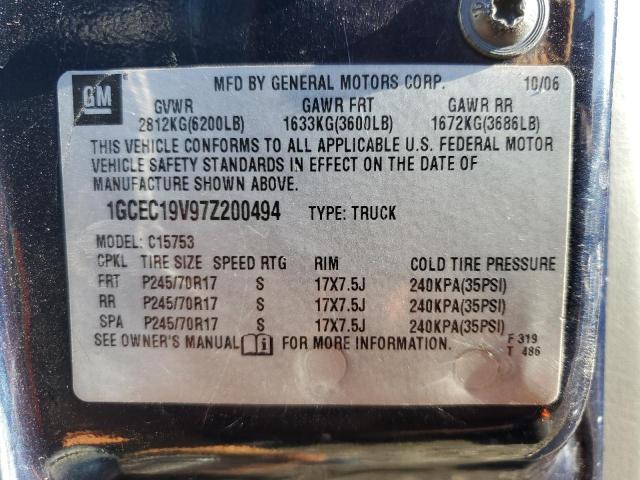 GM MFD BY GENERAL MOTORS CORP. 10/06
GVWR GAWR FRT GAWR RR
2812KG(6200LB) 1633KG(3600LB) 1672KG(3686LB)
THIS VEHICLE CONFORMS TO ALL APPLICABLE U.S. FEDERAL MOTOR
VEHICLE SAFETY STANDARDS IN EFFECT ON THE DATE OF
MANUFACTURE SHOWN ABOVE.
1GCEC19V97Z200494 TYPE: TRUCK
MODEL: C15753
CPKL TIRE SIZE SPEED RTG RIM COLD TIRE PRESSURE
FRT P245/70R17 S 17X7.5J 240KPA(35PSI)
RR P245/70R17 S 17X7.5J 240KPA(35PSI)
SPA P245/70R17 S 17X7.5J 240KPA(35PSI)
SEE OWNER'S MANUAL i FOR MORE INFORMATION.
F 319
T 486